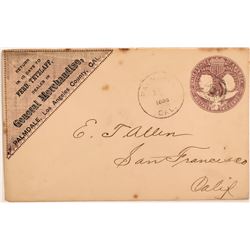 RETURN
IN 10 DAYS TO
FERD. TETZLAFF,
DEALER IN
General Merchandise,
PALMDALE, Los Angeles County, CAL.
CAL.
E. T. Allen
San Francisco
Calif